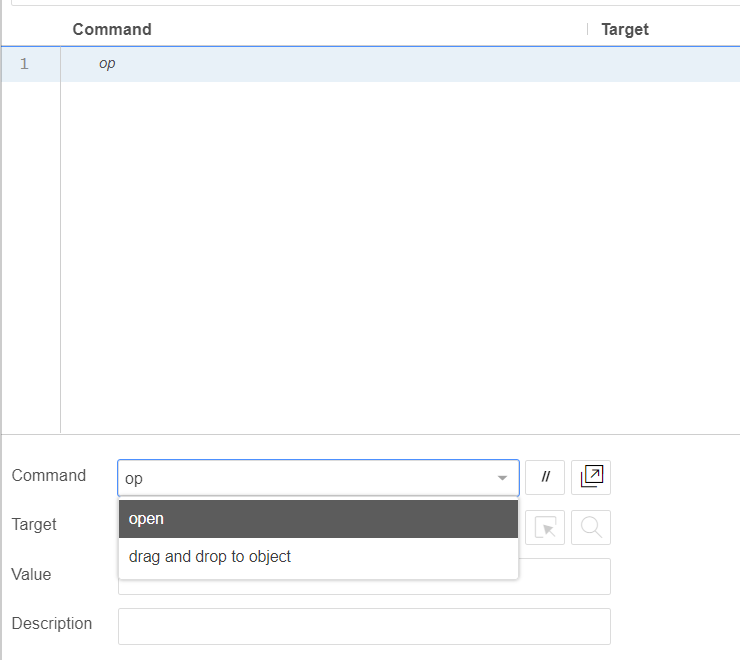 Command Target
1 op
Command op //
open
Target
drag and drop to object
Value
Description